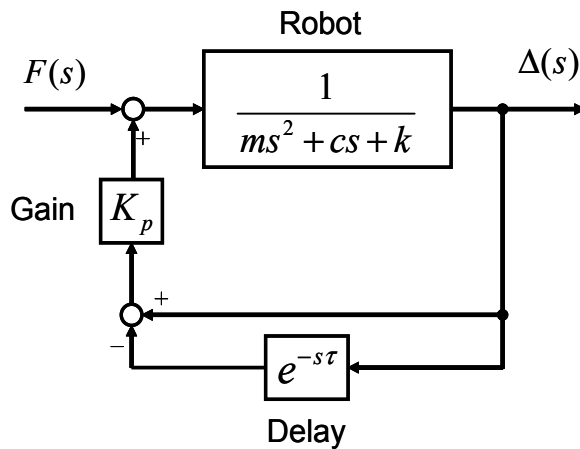 Robot
F(s)
Δ(s)
1
ms² + cs + k
+
Gain
K_p
+
−
e^{−sτ}
Delay